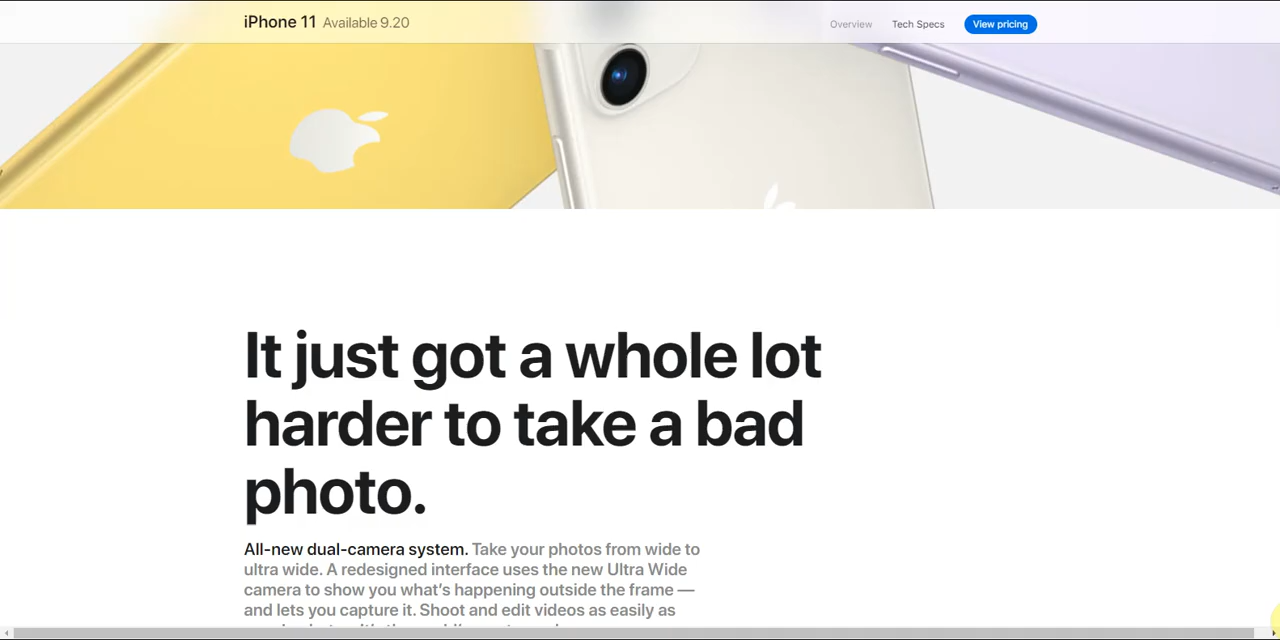 iPhone 11 Available 9.20
Overview Tech Specs View pricing
It just got a whole lot
harder to take a bad
photo.
All-new dual-camera system. Take your photos from wide to
ultra wide. A redesigned interface uses the new Ultra Wide
camera to show you what's happening outside the frame —
and lets you capture it. Shoot and edit videos as easily as